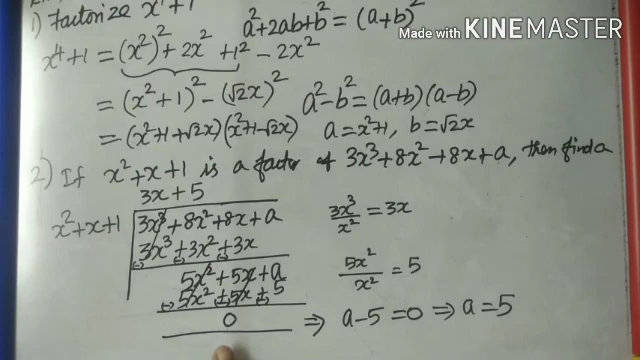 1) Factorize x⁴+1
a²+2ab+b² = (a+b)²
Made with KINEMASTER
x⁴+1 = (x²)²+2x²+1²-2x²
= (x²+1)²-(√2x)²
a²-b² = (a+b)(a-b)
= (x²+1+√2x)(x²+1-√2x)
a=x²+1, b=√2x
2) If x²+x+1 is a factor of 3x³+8x²+8x+a, then find a
3x+5
x²+x+1
3x³+8x²+8x+a
3x³/x² = 3x
3x³+3x²+3x
5x²+5x+a
5x²/x² = 5
5x²+5x+5
0 ⇒ a-5=0 ⇒ a=5